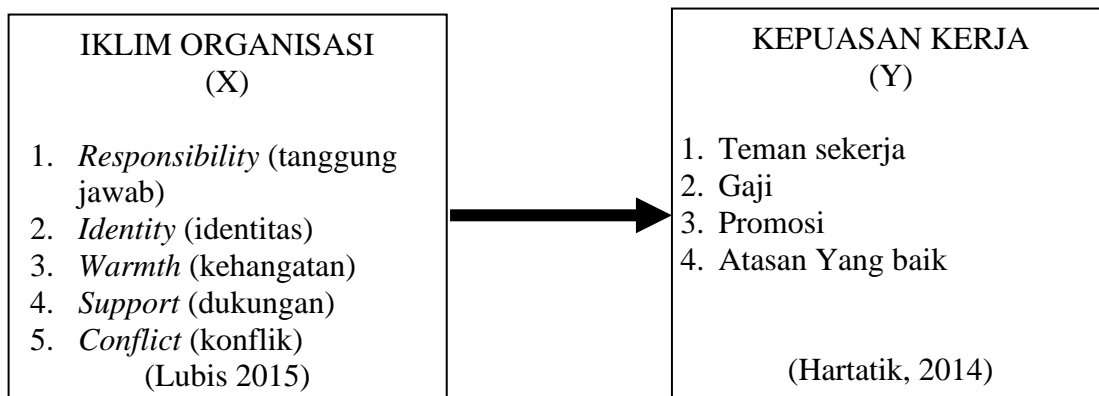 IKLIM ORGANISASI
(X)
1. Responsibility (tanggung
jawab)
2. Identity (identitas)
3. Warmth (kehangatan)
4. Support (dukungan)
5. Conflict (konflik)
(Lubis 2015)
KEPUASAN KERJA
(Y)
1. Teman sekerja
2. Gaji
3. Promosi
4. Atasan Yang baik
(Hartatik, 2014)